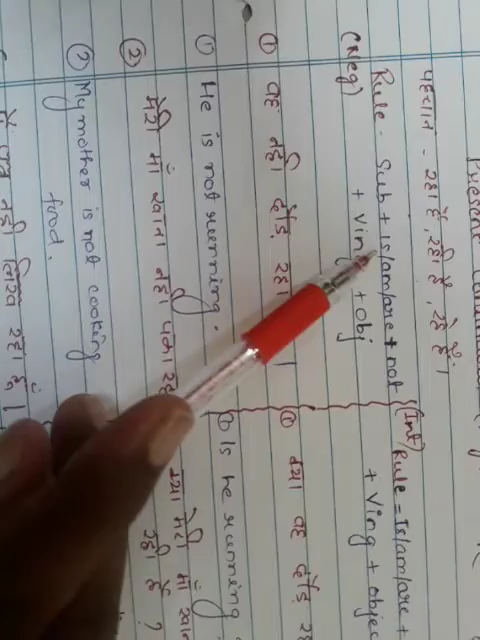 Present
पहचान - रहा है, रही है, रहे हैं।
Rule - Sub + Is/am/are + not
(Neg) + Ving + obj
① वह नहीं दौड़ रहा
① He is not running.
② मेरी माँ खाना नहीं पका
② My mother is not cooking
food.
मैं पत्र नहीं लिख रहा हूँ।
(Int) Rule = Is/am/are +
+ Ving + obje
① क्या वह दौड़
① Is he running
क्या मेरी माँ
रही है ?